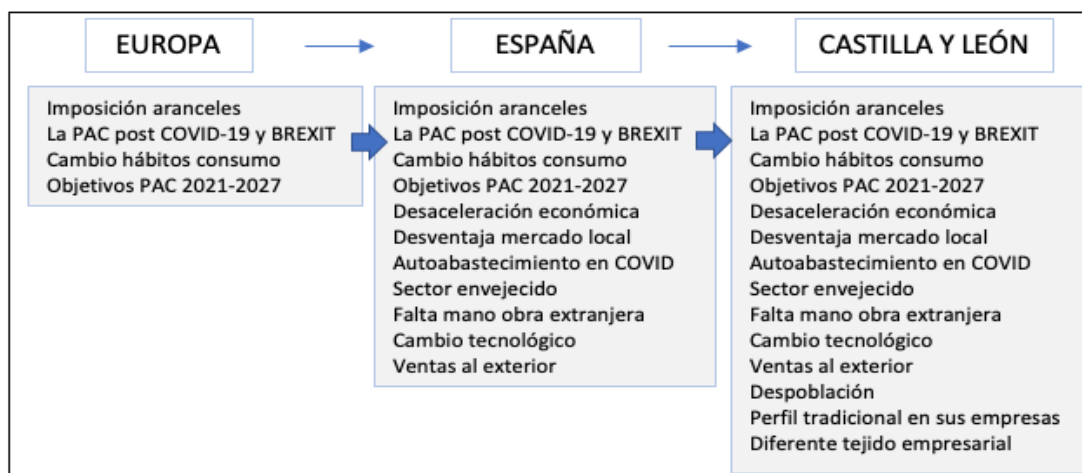 EUROPA
ESPAÑA
CASTILLA Y LEÓN
Imposición aranceles
La PAC post COVID-19 y BREXIT
Cambio hábitos consumo
Objetivos PAC 2021-2027
Imposición aranceles
La PAC post COVID-19 y BREXIT
Cambio hábitos consumo
Objetivos PAC 2021-2027
Desaceleración económica
Desventaja mercado local
Autoabastecimiento en COVID
Sector envejecido
Falta mano obra extranjera
Cambio tecnológico
Ventas al exterior
Imposición aranceles
La PAC post COVID-19 y BREXIT
Cambio hábitos consumo
Objetivos PAC 2021-2027
Desaceleración económica
Desventaja mercado local
Autoabastecimiento en COVID
Sector envejecido
Falta mano obra extranjera
Cambio tecnológico
Ventas al exterior
Despoblación
Perfil tradicional en sus empresas
Diferente tejido empresarial